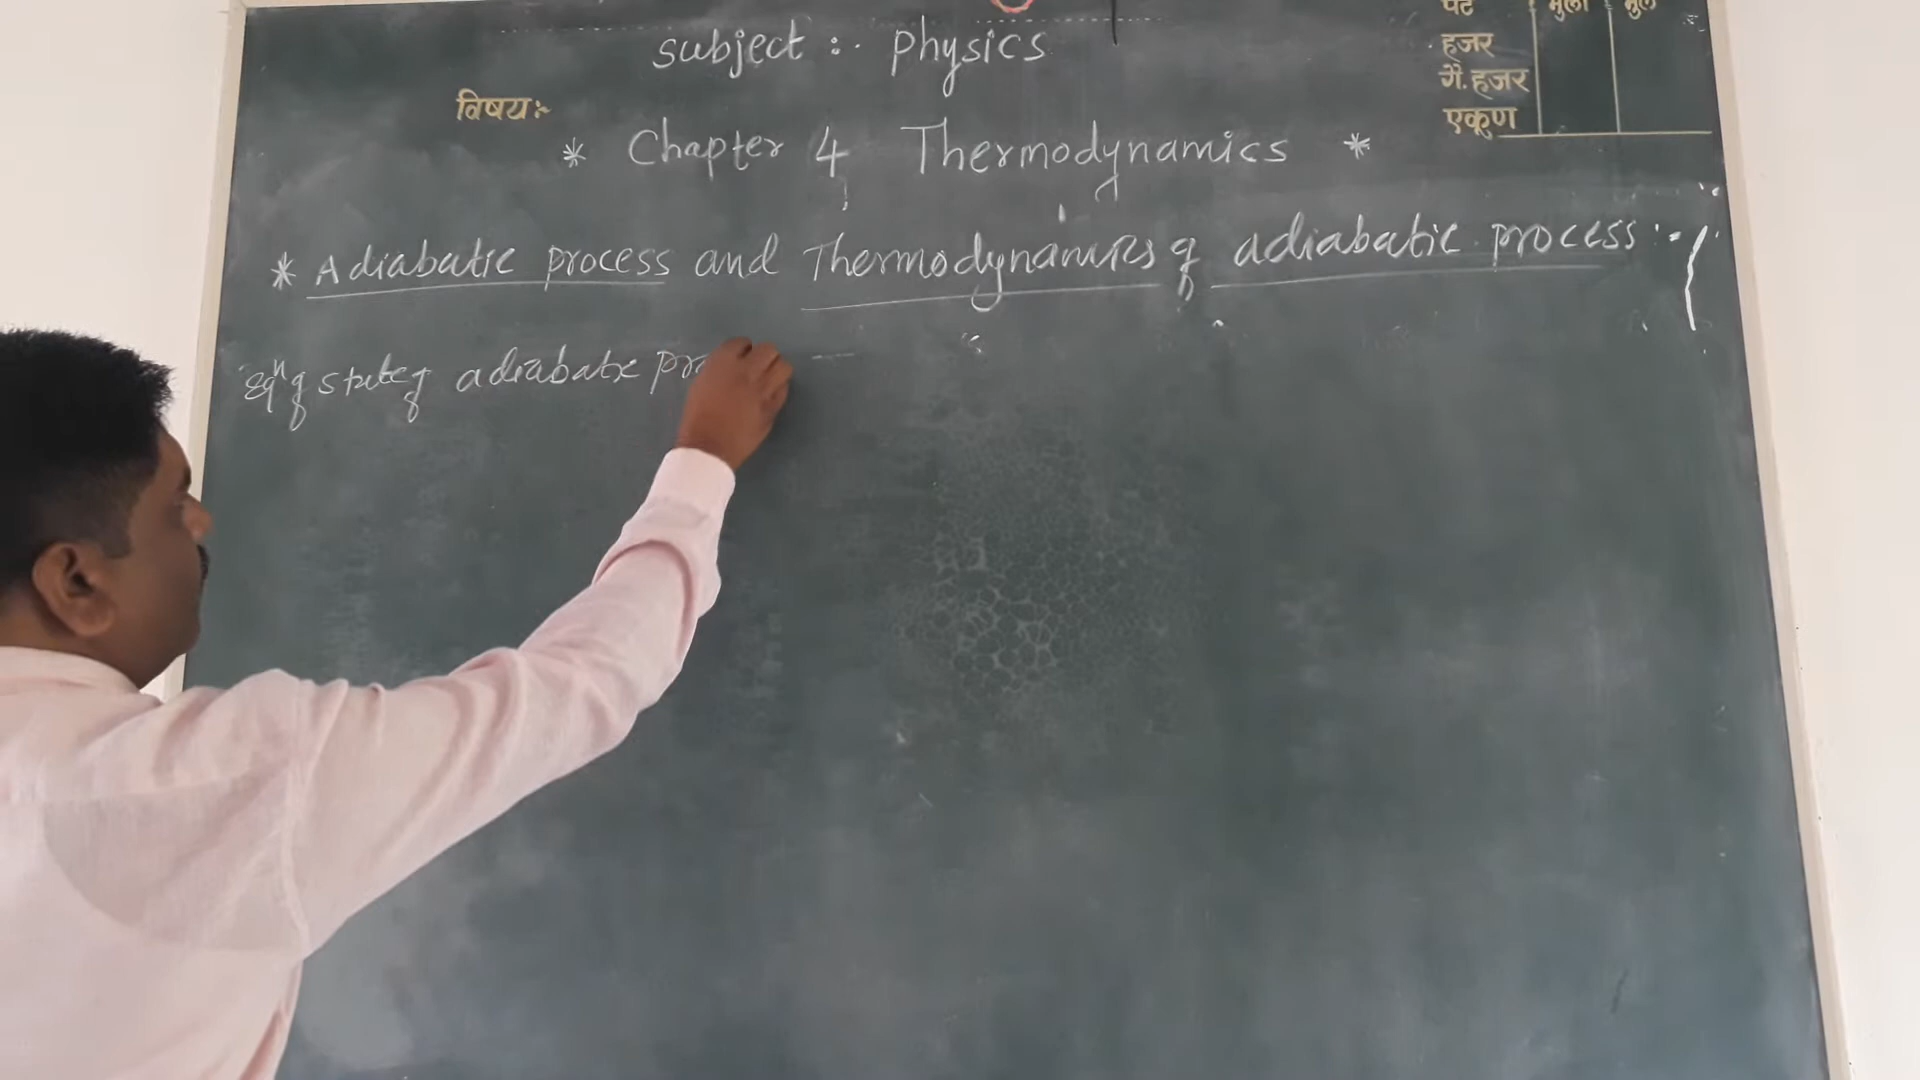 subject :. physics
पट मुला मुल
हजर
गै. हजर
एकूण
विषय:-
* Chapter 4 Thermodynamics *
* Adiabatic process and Thermodynamics of adiabatic process :-
Eqⁿ of state of adiabatic pro